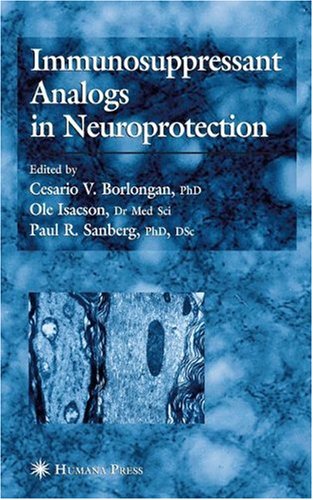 Immunosuppressant
Analogs
in Neuroprotection
Edited by
Cesario V. Borlongan, PhD
Ole Isacson, Dr Med Sci
Paul R. Sanberg, PhD, DSc
Humana Press